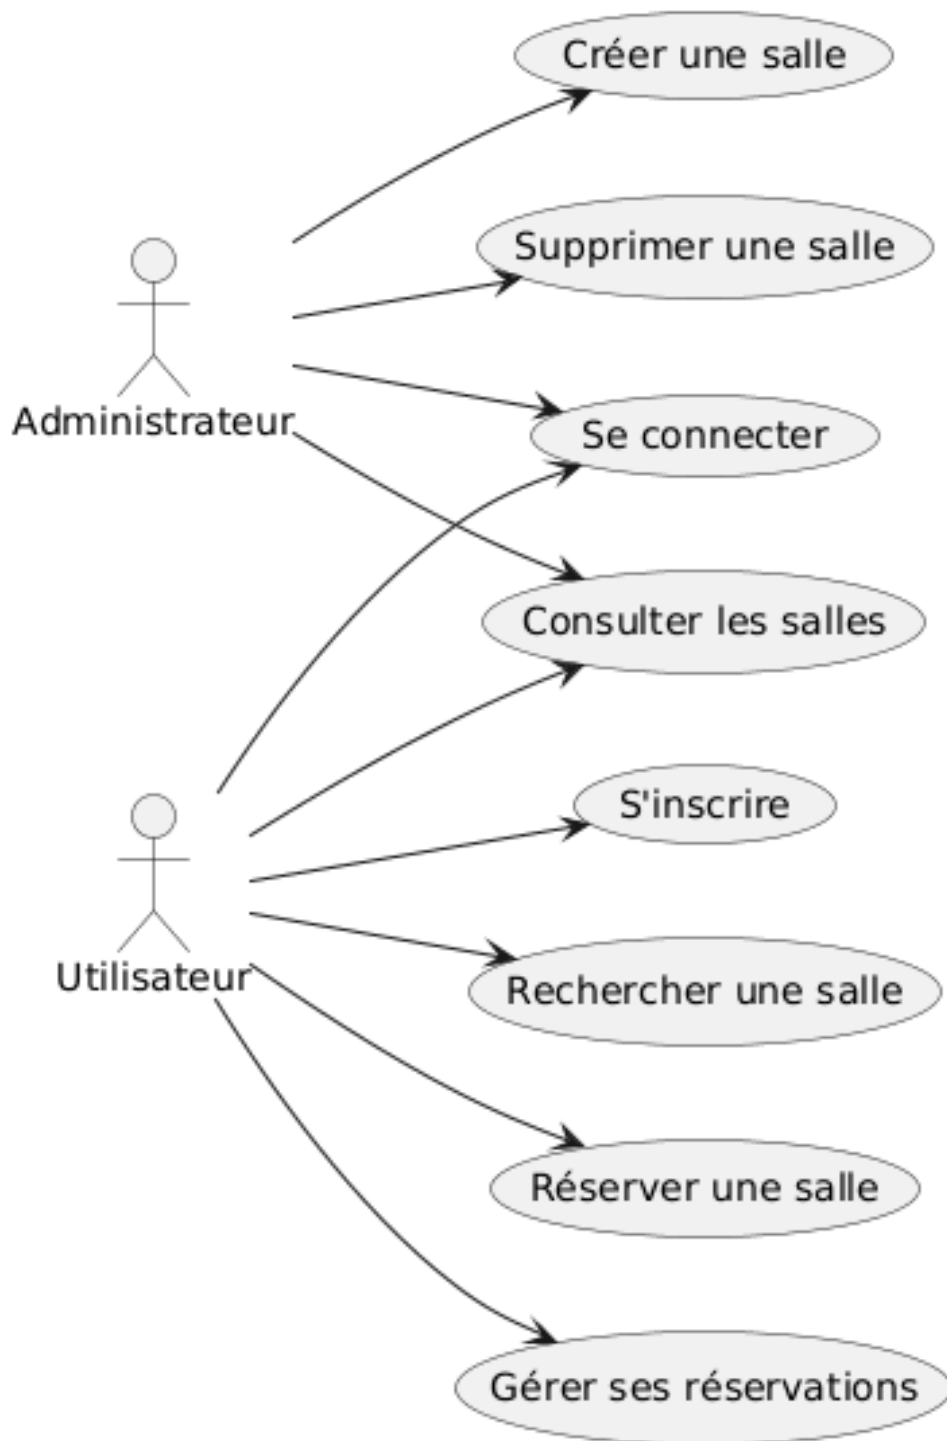 Créer une salle
Supprimer une salle
Administrateur
Se connecter
Consulter les salles
S'inscrire
Utilisateur
Rechercher une salle
Réserver une salle
Gérer ses réservations